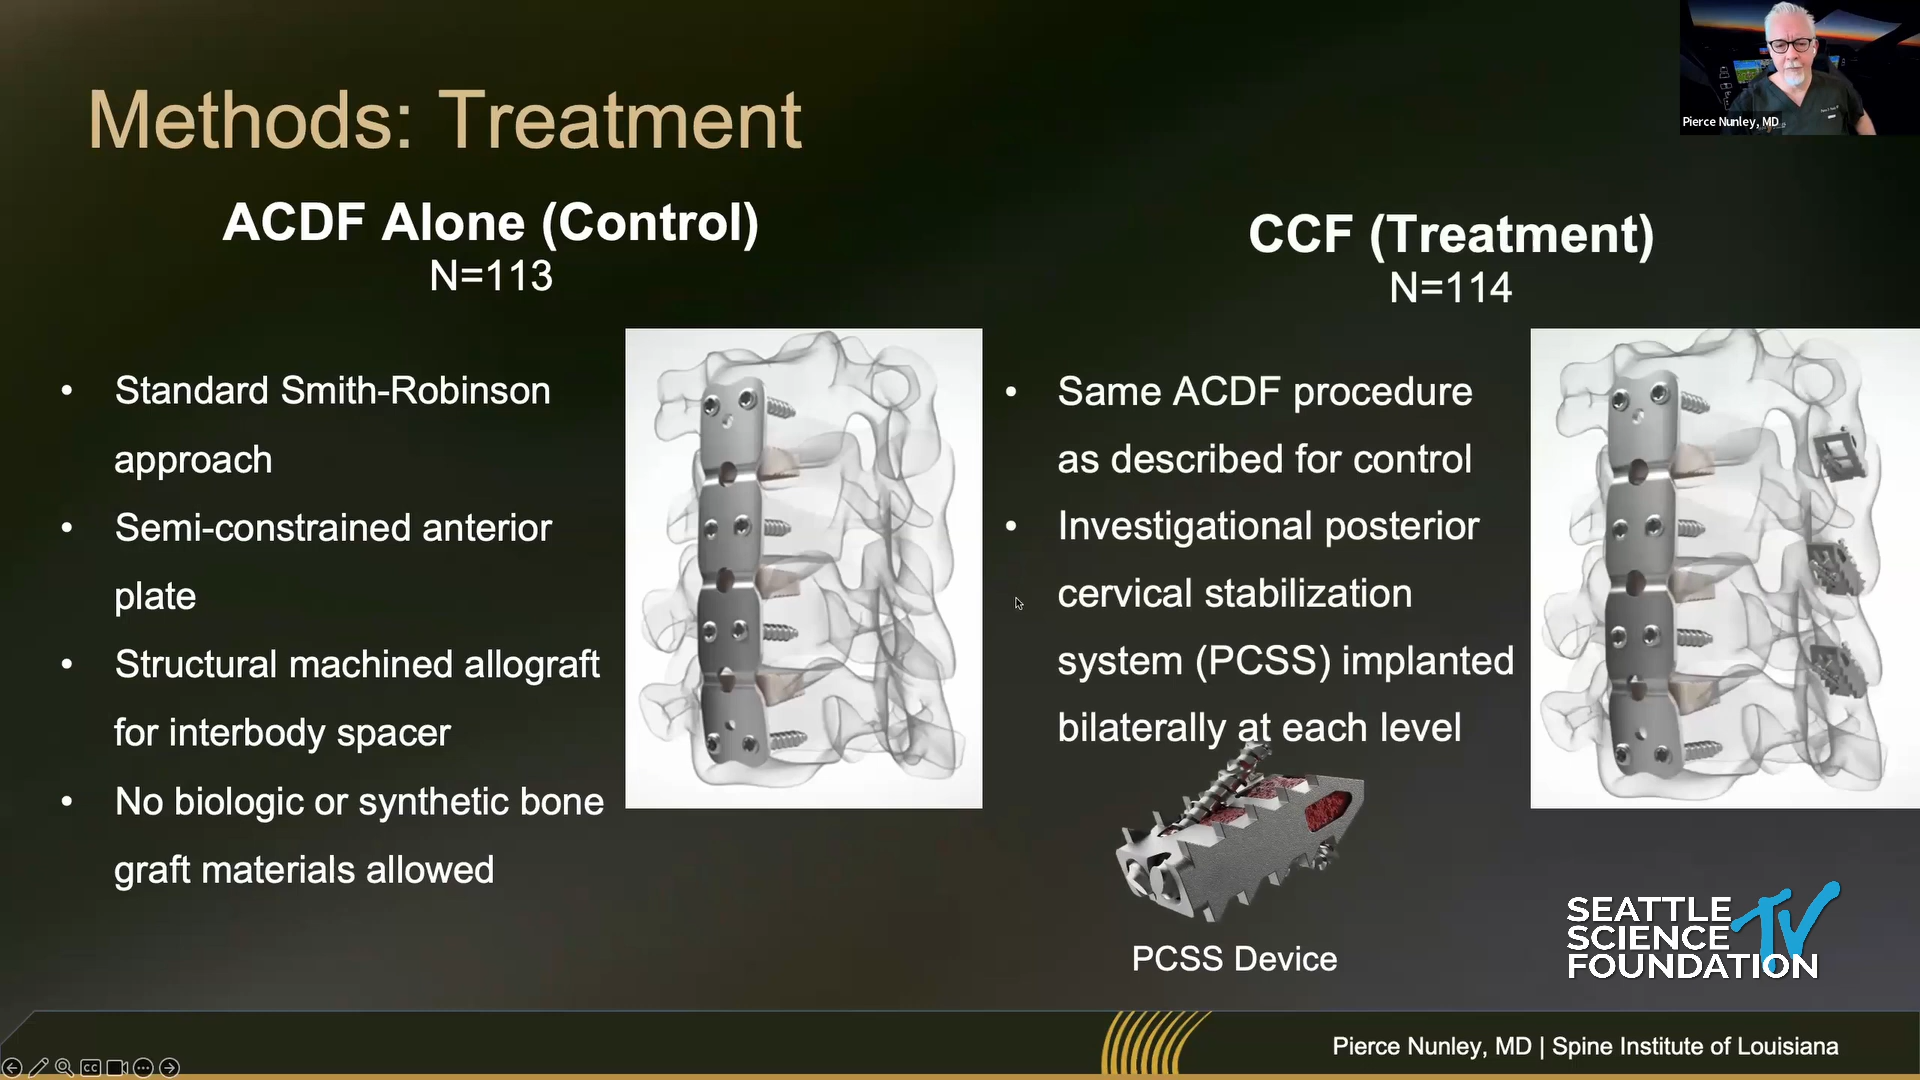 Methods: Treatment
Pierce Nunley, MD
ACDF Alone (Control)
N=113
• Standard Smith-Robinson
approach
• Semi-constrained anterior
plate
• Structural machined allograft
for interbody spacer
• No biologic or synthetic bone
graft materials allowed
CCF (Treatment)
N=114
• Same ACDF procedure
as described for control
• Investigational posterior
cervical stabilization
system (PCSS) implanted
bilaterally at each level
PCSS Device
SEATTLE
SCIENCE
FOUNDATION
TV
Pierce Nunley, MD | Spine Institute of Louisiana
CC